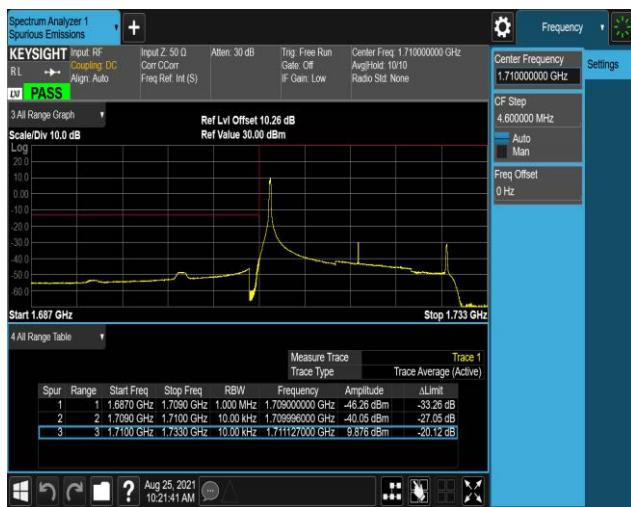 Spectrum Analyzer 1
Spurious Emissions
Frequency
KEYSIGHT
Input: RF
Coupling: DC
Align: Auto
Input Z: 50 Ω
Corr CCorr
Freq Ref: Int (S)
Atten: 30 dB
Trig: Free Run
Gate: Off
IF Gain: Low
Center Freq: 1.710000000 GHz
Avg|Hold: 10/10
Radio Std: None
RL
LXI
PASS
Center Frequency
1.710000000 GHz
Settings
CF Step
4.600000 MHz
Auto
Man
Freq Offset
0 Hz
3 All Range Graph
Scale/Div 10.0 dB
Ref Lvl Offset 10.26 dB
Ref Value 30.00 dBm
Log
20.0
10.0
0.00
-10.0
-20.0
-30.0
-40.0
-50.0
-60.0
Start 1.687 GHz
Stop 1.733 GHz
4 All Range Table
Measure Trace Trace 1
Trace Type Trace Average (Active)
Spur Range Start Freq Stop Freq RBW Frequency Amplitude ΔLimit
1 1 1.6870 GHz 1.7090 GHz 1.000 MHz 1.709000000 GHz -46.26 dBm -33.26 dB
2 2 1.7090 GHz 1.7100 GHz 10.00 kHz 1.709996000 GHz -40.05 dBm -27.05 dB
3 3 1.7100 GHz 1.7330 GHz 10.00 kHz 1.711127000 GHz 9.876 dBm -20.12 dB
Aug 25, 2021
10:21:41 AM